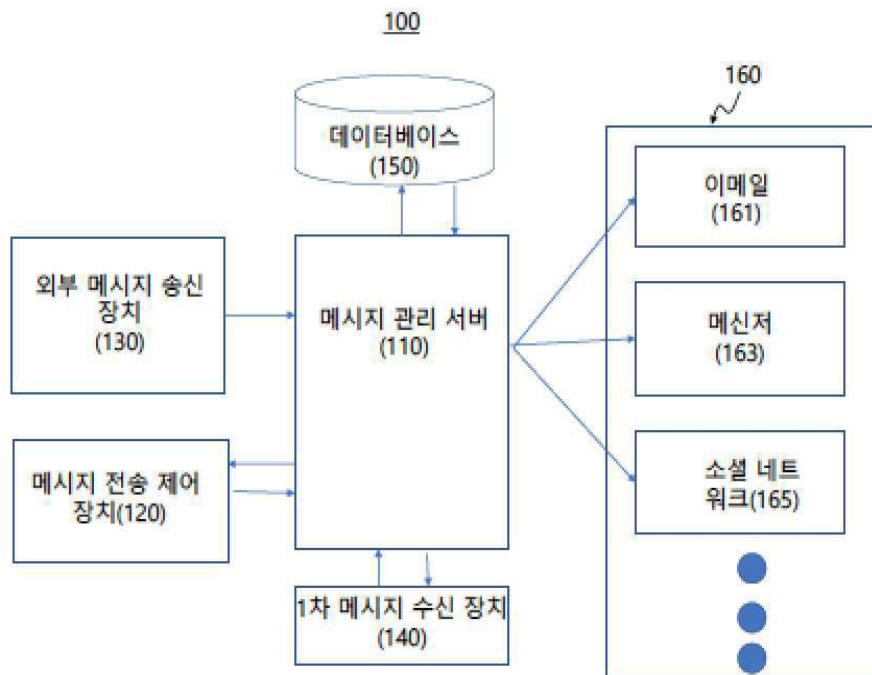 100
160
데이터베이스
(150)
이메일
(161)
외부 메시지 송신
장치
(130)
메시지 관리 서버
(110)
메신저
(163)
메시지 전송 제어
장치(120)
소셜 네트
워크(165)
1차 메시지 수신 장치
(140)